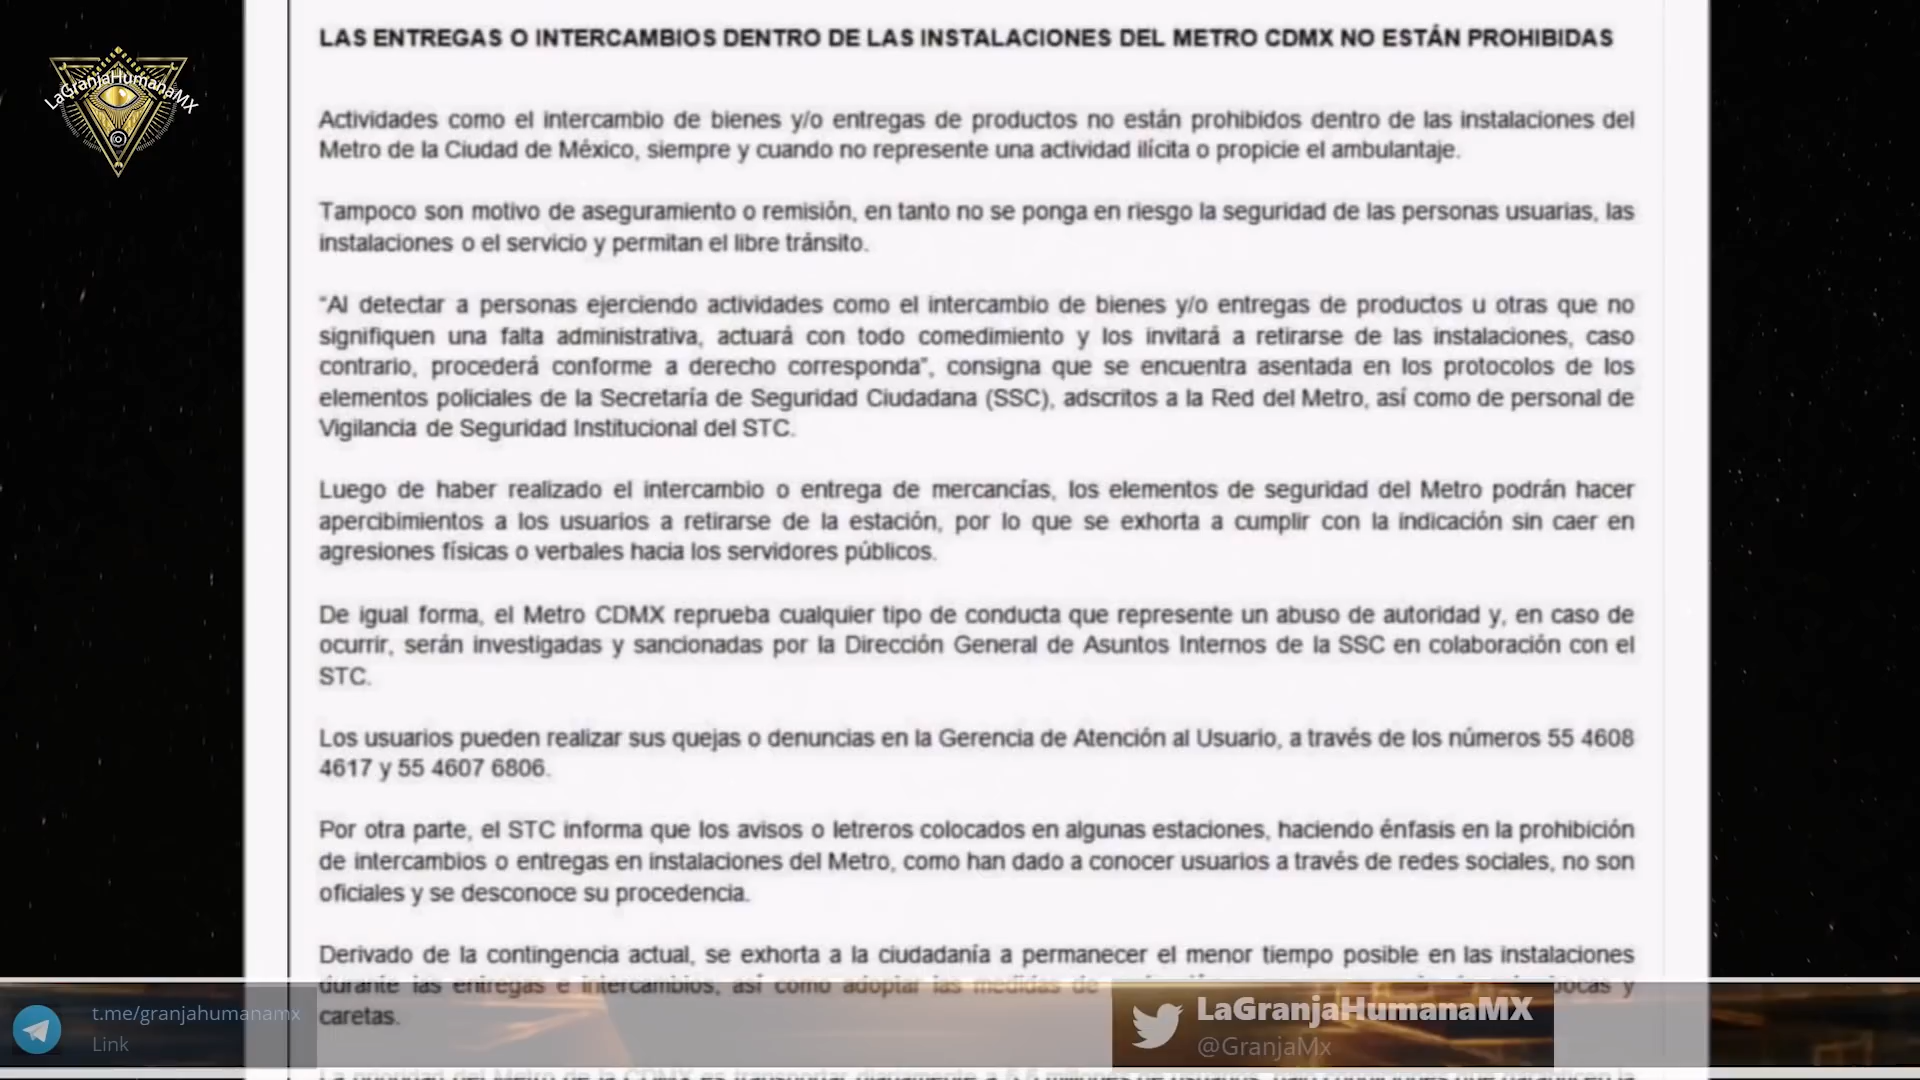 LAS ENTREGAS O INTERCAMBIOS DENTRO DE LAS INSTALACIONES DEL METRO CDMX NO ESTÁN PROHIBIDAS
LaGranjaHumanaMX
Actividades como el intercambio de bienes y/o entregas de productos no están prohibidos dentro de las instalaciones del
Metro de la Ciudad de México, siempre y cuando no represente una actividad ilícita o propicie el ambulantaje.
Tampoco son motivo de aseguramiento o remisión, en tanto no se ponga en riesgo la seguridad de las personas usuarias, las
instalaciones o el servicio y permitan el libre tránsito.
“Al detectar a personas ejerciendo actividades como el intercambio de bienes y/o entregas de productos u otras que no
signifiquen una falta administrativa, actuará con todo comedimiento y los invitará a retirarse de las instalaciones, caso
contrario, procederá conforme a derecho corresponda”, consigna que se encuentra asentada en los protocolos de los
elementos policiales de la Secretaría de Seguridad Ciudadana (SSC), adscritos a la Red del Metro, así como de personal de
Vigilancia de Seguridad Institucional del STC.
Luego de haber realizado el intercambio o entrega de mercancías, los elementos de seguridad del Metro podrán hacer
apercibimientos a los usuarios a retirarse de la estación, por lo que se exhorta a cumplir con la indicación sin caer en
agresiones físicas o verbales hacia los servidores públicos.
De igual forma, el Metro CDMX reprueba cualquier tipo de conducta que represente un abuso de autoridad y, en caso de
ocurrir, serán investigadas y sancionadas por la Dirección General de Asuntos Internos de la SSC en colaboración con el
STC.
Los usuarios pueden realizar sus quejas o denuncias en la Gerencia de Atención al Usuario, a través de los números 55 4608
4617 y 55 4607 6806.
Por otra parte, el STC informa que los avisos o letreros colocados en algunas estaciones, haciendo énfasis en la prohibición
de intercambios o entregas en instalaciones del Metro, como han dado a conocer usuarios a través de redes sociales, no son
oficiales y se desconoce su procedencia.
Derivado de la contingencia actual, se exhorta a la ciudadanía a permanecer el menor tiempo posible en las instalaciones
durante las entregas e intercambios, así como adoptar las medidas de y
caretas.
t.me/granjahumanamx
Link
LaGranjaHumanaMX
@GranjaMx